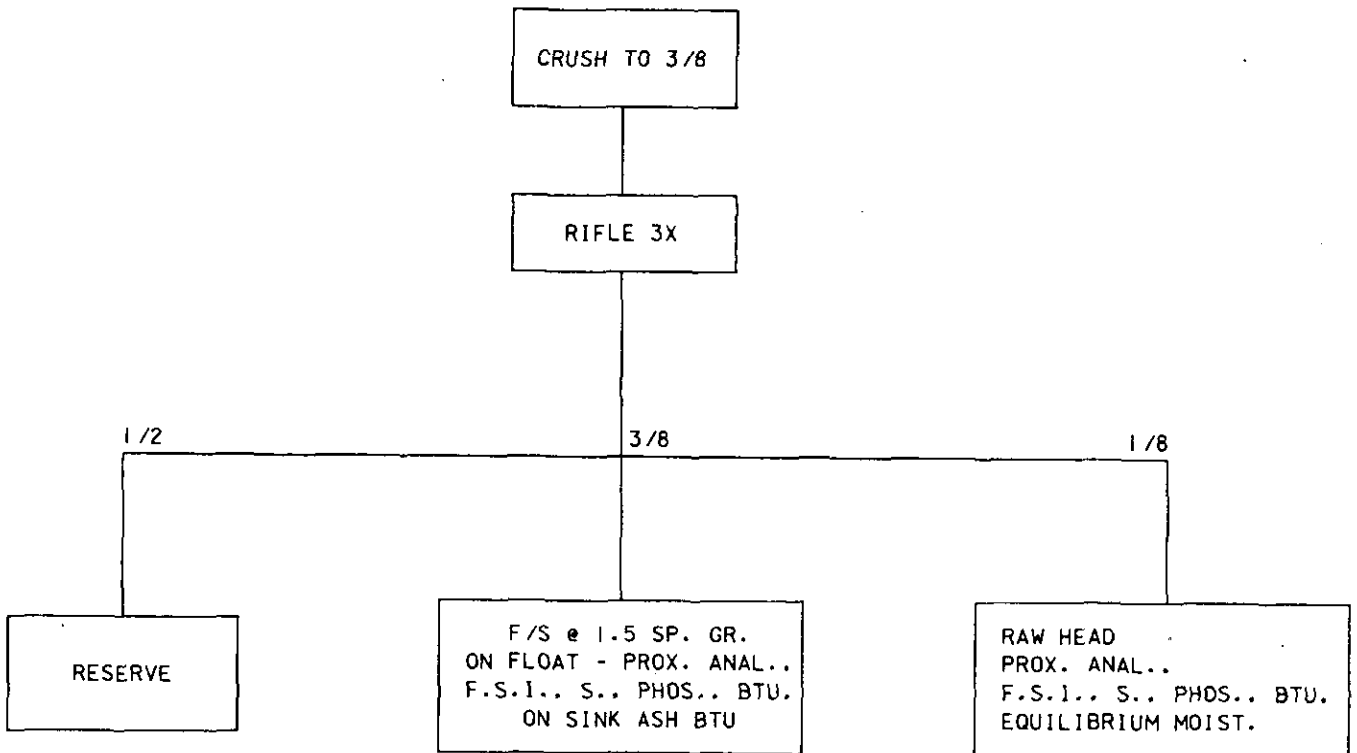 CRUSH TO 3/8
RIFLE 3X
1/2
3/8
1/8
RESERVE
F/S @ 1.5 SP. GR.
ON FLOAT - PROX. ANAL..
F.S.I.. S.. PHOS.. BTU.
ON SINK ASH BTU
RAW HEAD
PROX. ANAL..
F.S.I.. S.. PHOS.. BTU.
EQUILIBRIUM MOIST.